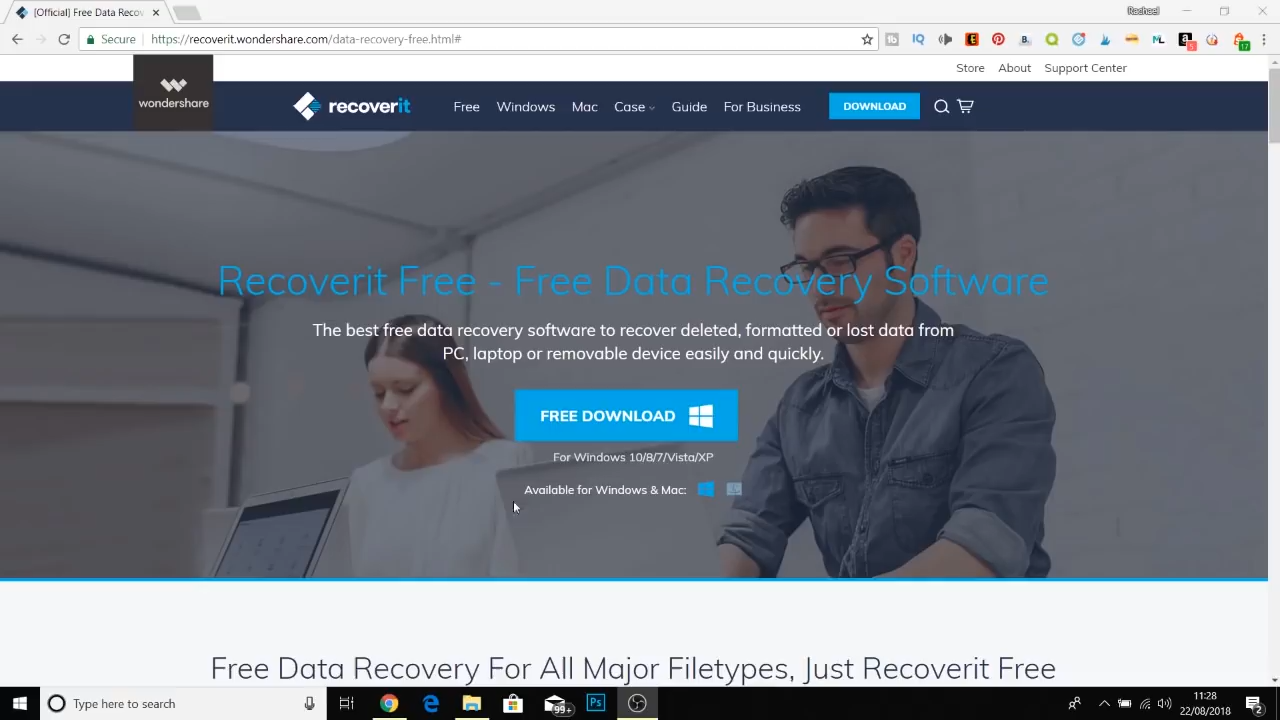 [Official] Free Data Recov
Rachael
Secure
https://recoverit.wondershare.com/data-recovery-free.html#
Store About Support Center
wondershare
recoverit
Free Windows Mac Case Guide For Business DOWNLOAD
Recoverit Free - Free Data Recovery Software
The best free data recovery software to recover deleted, formatted or lost data from
PC, laptop or removable device easily and quickly.
FREE DOWNLOAD
For Windows 10/8/7/Vista/XP
Available for Windows & Mac:
Free Data Recovery For All Major Filetypes, Just Recoverit Free
Type here to search
99+
Ps
11:28
22/08/2018
2